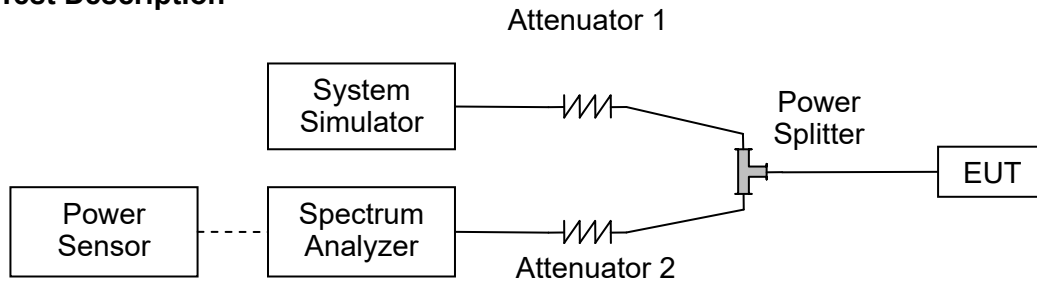 Test Description
Attenuator 1
System
Simulator
Power
Splitter
EUT
Power
Sensor
Spectrum
Analyzer
Attenuator 2